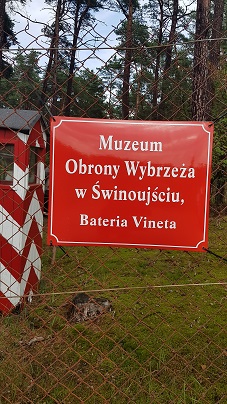 Muzeum
Obrony Wybrzeża
w Świnoujściu,
Bateria Vineta